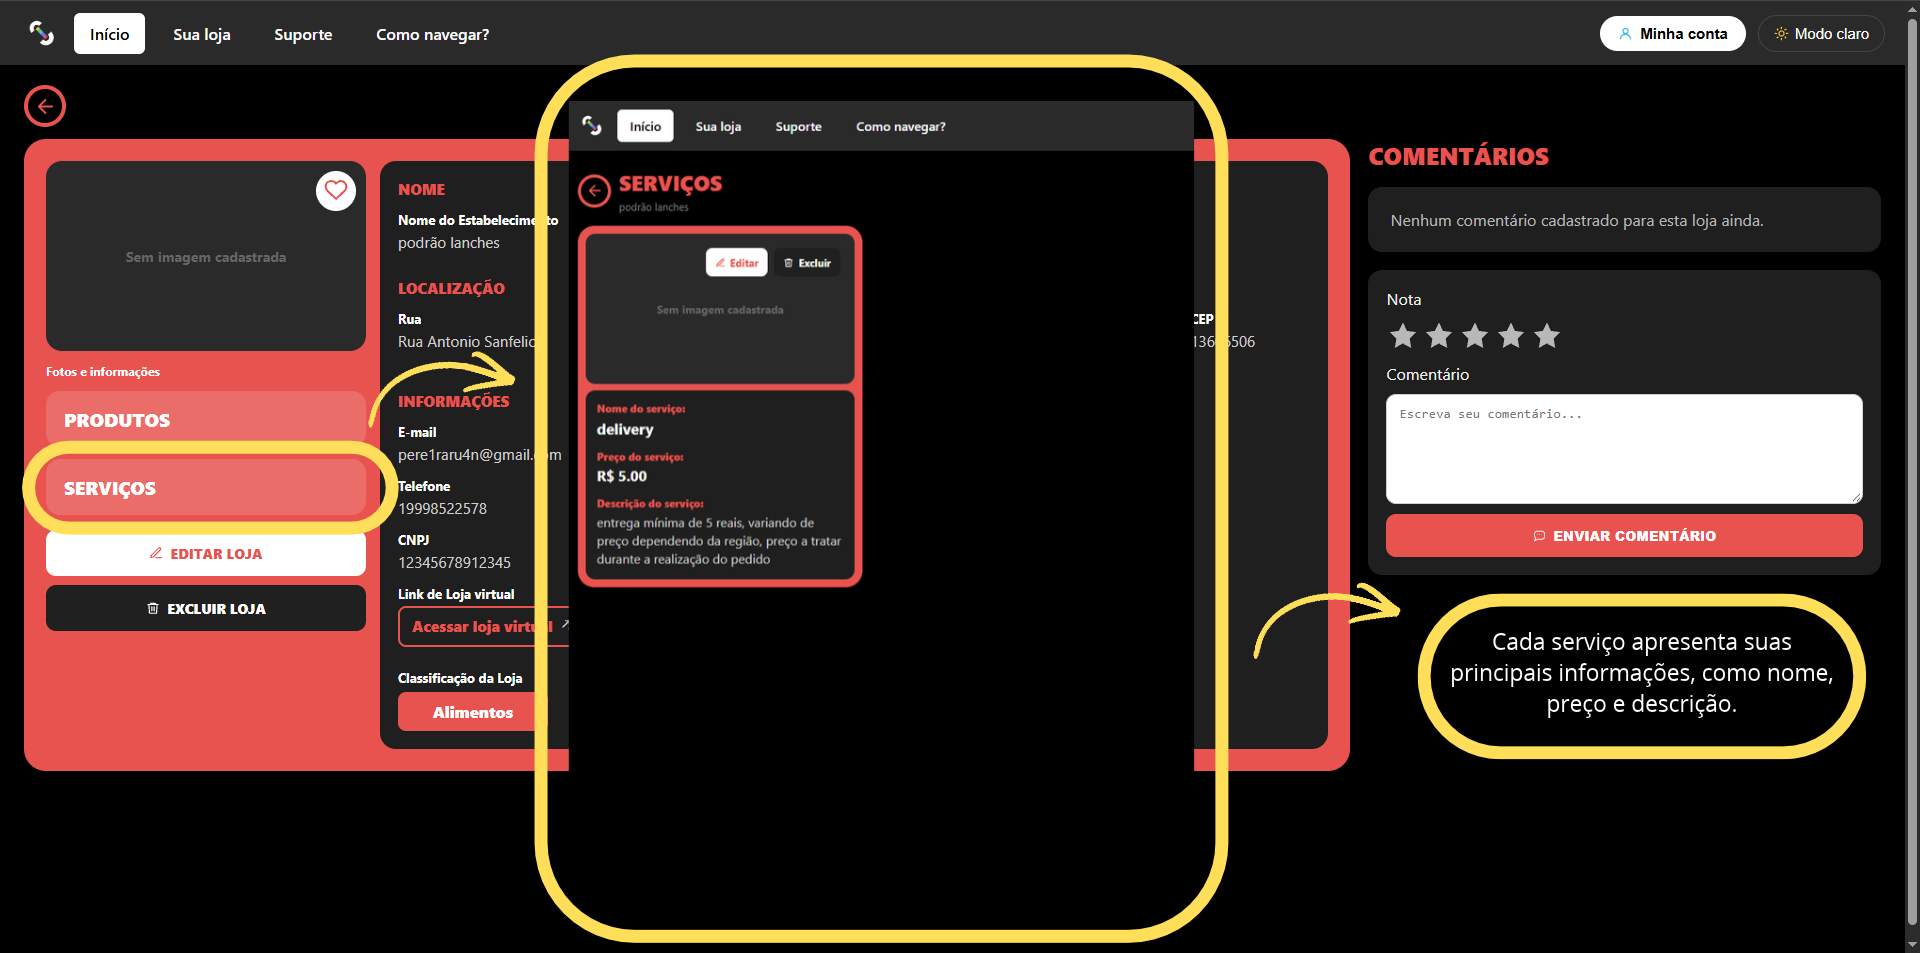 Início
Sua loja
Suporte
Como navegar?
Minha conta
Modo claro
Sem imagem cadastrada
Fotos e informações
PRODUTOS
SERVIÇOS
EDITAR LOJA
EXCLUIR LOJA
NOME
Nome do Estabelecimento
podrão lanches
LOCALIZAÇÃO
Rua
Rua Antonio Sanfelic
CEP
INFORMAÇÕES
E-mail
pere1raru4n@gmail.com
Telefone
19998522578
CNPJ
12345678912345
Link de Loja virtual
Acessar loja virtual
Classificação da Loja
Alimentos
Início
Sua loja
Suporte
Como navegar?
SERVIÇOS
podrão lanches
Editar
Excluir
Sem imagem cadastrada
Nome do serviço:
delivery
Preço do serviço:
R$ 5.00
Descrição do serviço:
entrega mínima de 5 reais, variando de
preço dependendo da região, preço a tratar
durante a realização do pedido
COMENTÁRIOS
Nenhum comentário cadastrado para esta loja ainda.
Nota
Comentário
Escreva seu comentário...
ENVIAR COMENTÁRIO
Cada serviço apresenta suas
principais informações, como nome,
preço e descrição.